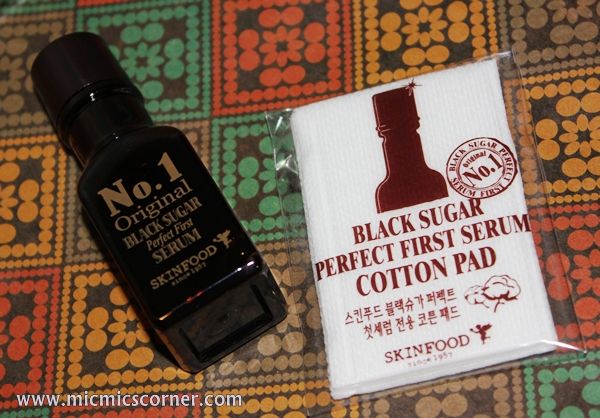 No.1
Original
BLACK SUGAR
Perfect First
SERUM
SKINFOOD
since 1957
BLACK SUGAR PERFECT
Original
No.1
SERUM FIRST
BLACK SUGAR
PERFECT FIRST SERUM
COTTON PAD
스킨푸드 블랙슈가 퍼펙트
첫세럼 전용 코튼 패드
SKINFOOD
since 1957
www.micmicscorner.com